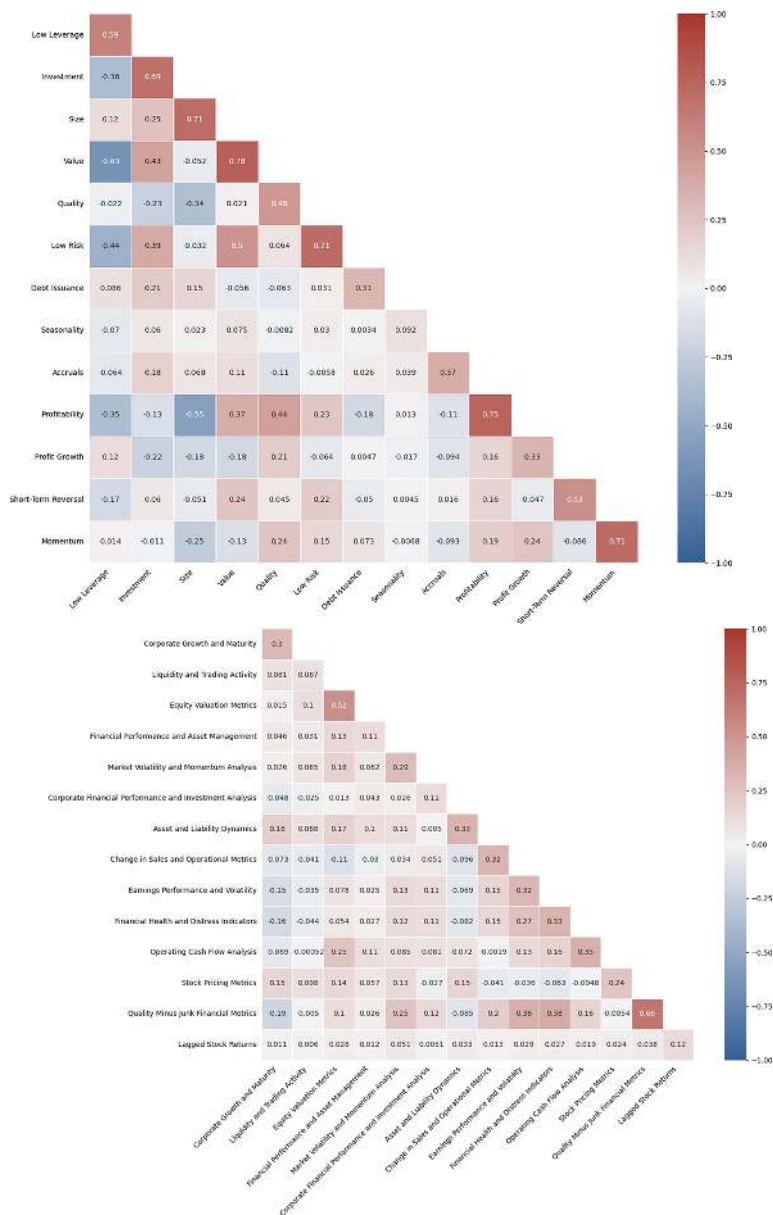 1.00
Low Leverage 0.59
Investment -0.36 0.69
0.75
Size 0.12 0.25 0.71
Value -0.63 0.43 -0.052 0.78
0.50
Quality -0.022 -0.23 -0.34 0.021 0.46
0.25
Low Risk -0.44 0.39 -0.032 0.5 0.064 0.71
Debt Issuance 0.086 0.21 0.15 -0.056 -0.063 0.031 0.31
0.00
Seasonality -0.07 0.06 0.023 0.075 -0.0082 0.03 0.0034 0.092
Accruals -0.064 0.18 0.068 0.11 -0.11 -0.0058 0.026 0.039 0.37
-0.25
Profitability -0.35 -0.13 -0.55 0.37 0.44 0.23 -0.18 0.013 -0.11 0.75
-0.50
Profit Growth 0.12 -0.22 -0.18 -0.18 0.21 -0.064 0.0047 -0.017 -0.094 0.16 0.33
Short-Term Reversal -0.17 0.06 -0.051 0.24 0.045 0.22 -0.05 0.0045 0.016 0.16 -0.047 0.53
-0.75
Momentum 0.014 -0.011 -0.25 -0.13 0.24 0.15 0.073 -0.0068 -0.093 0.19 0.24 -0.086 0.71
-1.00
Low Leverage Investment Size Value Quality Low Risk Debt Issuance Seasonality Accruals Profitability Profit Growth Short-Term Reversal Momentum
1.00
Corporate Growth and Maturity 0.3
Liquidity and Trading Activity 0.081 0.087
0.75
Equity Valuation Metrics 0.015 0.1 0.52
Financial Performance and Asset Management 0.046 0.031 0.13 0.11
0.50
Market Volatility and Momentum Analysis 0.026 0.18 0.062 0.29
Corporate Financial Performance and Investment Analysis -0.048 -0.025 0.013 0.043 0.026 0.11
0.25
Asset and Liability Dynamics 0.18 0.17 0.1 0.11 0.33
Change in Sales and Operational Metrics -0.073 -0.041 -0.11 -0.03 0.034 0.051 -0.096 0.32
0.00
Earnings Performance and Volatility -0.15 -0.035 0.078 0.025 0.13 0.11 -0.069 0.15 0.32
Financial Health and Distress Indicators -0.16 -0.044 0.054 0.027 0.12 0.11 -0.082 0.15 0.27 0.33
-0.25
Operating Cash Flow Analysis -0.00052 0.25 0.11 0.085 0.081 0.072 -0.0019 0.13 0.16 0.35
Stock Pricing Metrics 0.15 0.14 0.057 0.13 -0.027 0.15 -0.041 -0.036 -0.063 -0.0048 0.24
-0.50
Quality Minus Junk Financial Metrics -0.19 0.1 0.026 0.25 0.12 -0.085 0.2 0.36 0.38 0.16 -0.0054 0.66
-0.75
Lagged Stock Returns 0.011 0.006 0.028 0.012 0.051 0.0051 0.033 0.013 0.029 0.027 0.019 0.024 0.038 0.12
-1.00
Corporate Growth and Maturity Liquidity and Trading Activity Equity Valuation Metrics Financial Performance and Asset Management Market Volatility and Momentum Analysis Corporate Financial Performance and Investment Analysis Asset and Liability Dynamics Change in Sales and Operational Metrics Earnings Performance and Volatility Financial Health and Distress Indicators Operating Cash Flow Analysis Stock Pricing Metrics Quality Minus Junk Financial Metrics Lagged Stock Returns